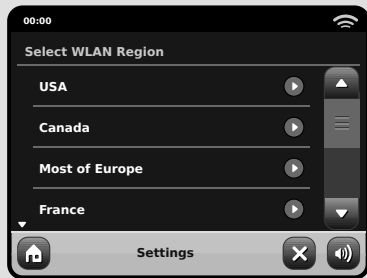 00:00
Select WLAN Region
USA
Canada
Most of Europe
France
Settings